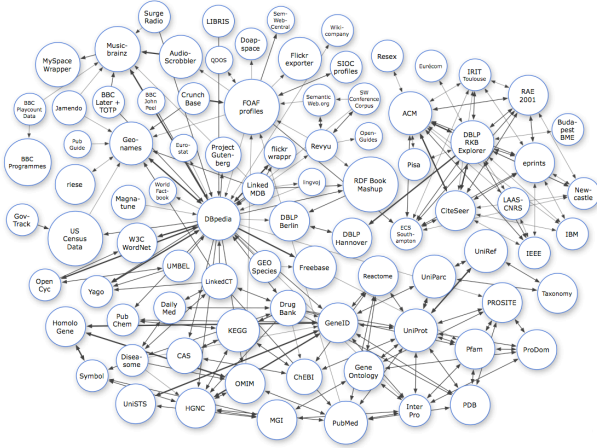 Surge
Radio
LIBRIS
Sem-
Web-
Central
Wiki-
company
Music-
brainz
Audio-
Scrobbler
QDOS
Doap-
space
Flickr
exporter
SIOC
profiles
Resex
MySpace
Wrapper
Eurécom
IRIT
Toulouse
BBC
Playcount
Data
Jamendo
BBC
Later +
TOTP
BBC
John
Peel
Crunch
Base
FOAF
profiles
Semantic
Web.org
SW
Conference
Corpus
ACM
RAE
2001
Buda-
pest
BME
Open-
Guides
DBLP
RKB
Explorer
Pub
Guide
Geo-
names
Euro-
stat
Project
Guten-
berg
flickr
wrappr
Revyu
Pisa
eprints
BBC
Programmes
riese
World
Fact-
book
Linked
MDB
lingvoj
RDF Book
Mashup
New-
castle
Magna-
tune
CiteSeer
LAAS-
CNRS
Gov-
Track
US
Census
Data
W3C
WordNet
DBpedia
DBLP
Berlin
DBLP
Hannover
ECS
South-
ampton
IEEE
IBM
Open
Cyc
Yago
UMBEL
LinkedCT
GEO
Species
Freebase
Reactome
UniParc
UniRef
Taxonomy
Homolo
Gene
Pub
Chem
Daily
Med
Drug
Bank
GeneID
UniProt
PROSITE
KEGG
Symbol
Disea-
some
CAS
ChEBI
Gene
Ontology
Pfam
ProDom
OMIM
UniSTS
HGNC
MGI
PubMed
Inter
Pro
PDB